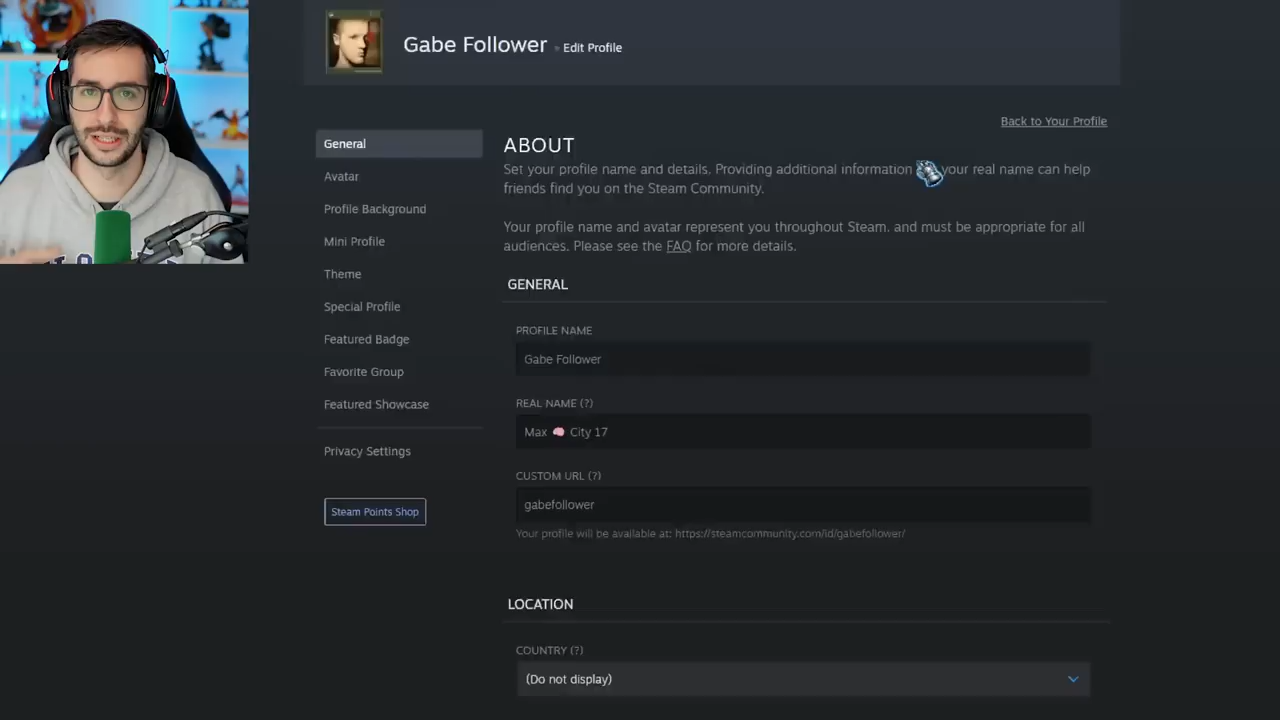 Gabe Follower » Edit Profile
Back to Your Profile
General
Avatar
Profile Background
Mini Profile
Theme
Special Profile
Featured Badge
Favorite Group
Featured Showcase
Privacy Settings
Steam Points Shop
ABOUT
Set your profile name and details. Providing additional information your real name can help
friends find you on the Steam Community.
Your profile name and avatar represent you throughout Steam, and must be appropriate for all
audiences. Please see the FAQ for more details.
GENERAL
PROFILE NAME
Gabe Follower
REAL NAME (?)
Max 🧠 City 17
CUSTOM URL (?)
gabefollower
Your profile will be available at: https://steamcommunity.com/id/gabefollower/
LOCATION
COUNTRY (?)
(Do not display)